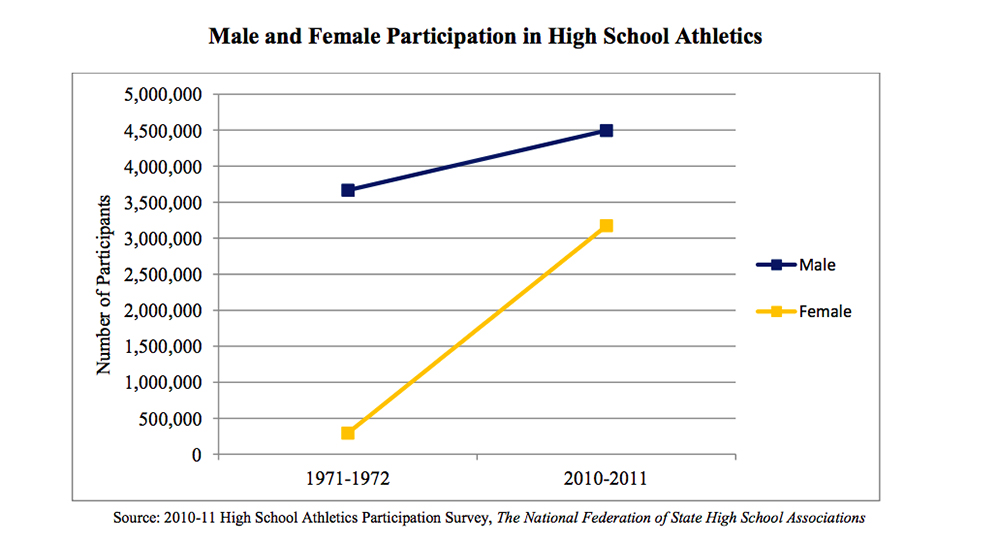 Male and Female Participation in High School Athletics
5,000,000
4,500,000
4,000,000
3,500,000
3,000,000
2,500,000
2,000,000
1,500,000
1,000,000
500,000
0
Number of Participants
1971-1972
2010-2011
Male
Female
Source: 2010-11 High School Athletics Participation Survey, The National Federation of State High School Associations